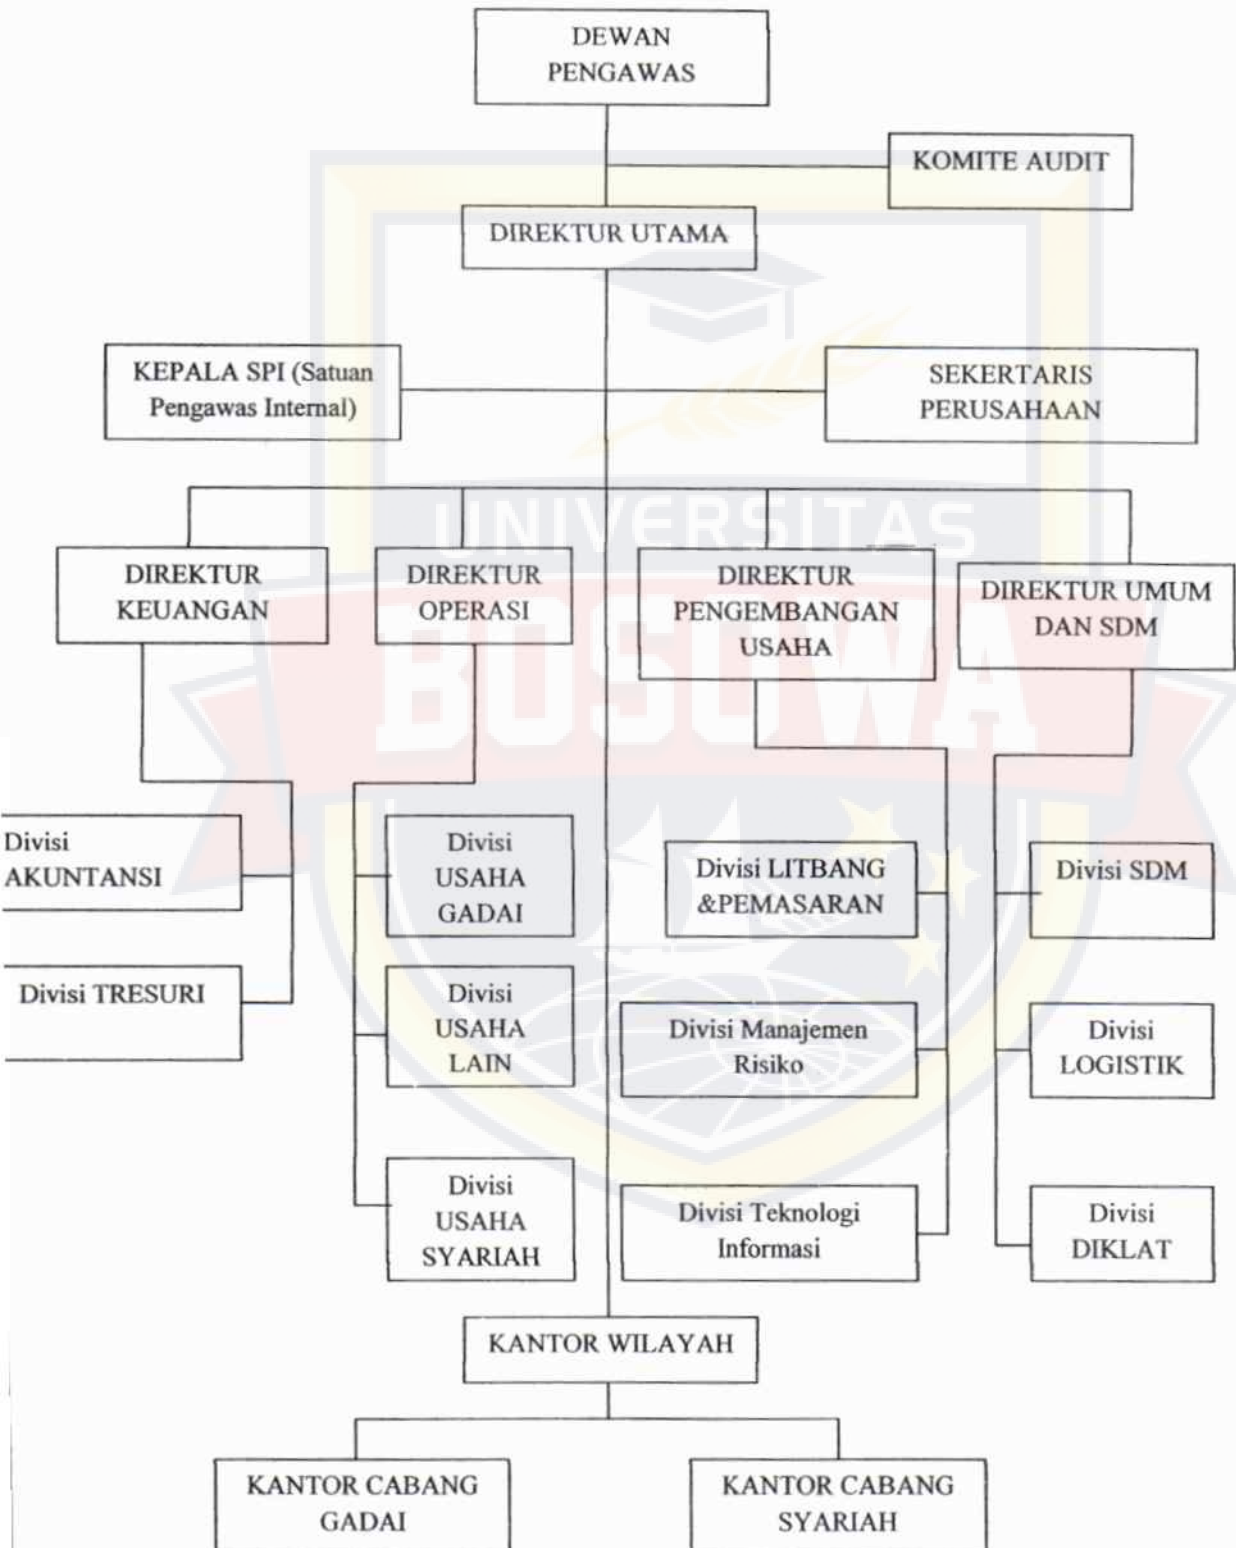 DEWAN
PENGAWAS
KOMITE AUDIT
DIREKTUR UTAMA
KEPALA SPI (Satuan
Pengawas Internal)
SEKERTARIS
PERUSAHAAN
UNIVERSITAS
BOSOWA
DIREKTUR
KEUANGAN
DIREKTUR
OPERASI
DIREKTUR
PENGEMBANGAN
USAHA
DIREKTUR UMUM
DAN SDM
Divisi
AKUNTANSI
Divisi
USAHA
GADAI
Divisi LITBANG
&PEMASARAN
Divisi SDM
Divisi TRESURI
Divisi
USAHA
LAIN
Divisi Manajemen
Risiko
Divisi
LOGISTIK
Divisi
USAHA
SYARIAH
Divisi Teknologi
Informasi
Divisi
DIKLAT
KANTOR WILAYAH
KANTOR CABANG
GADAI
KANTOR CABANG
SYARIAH